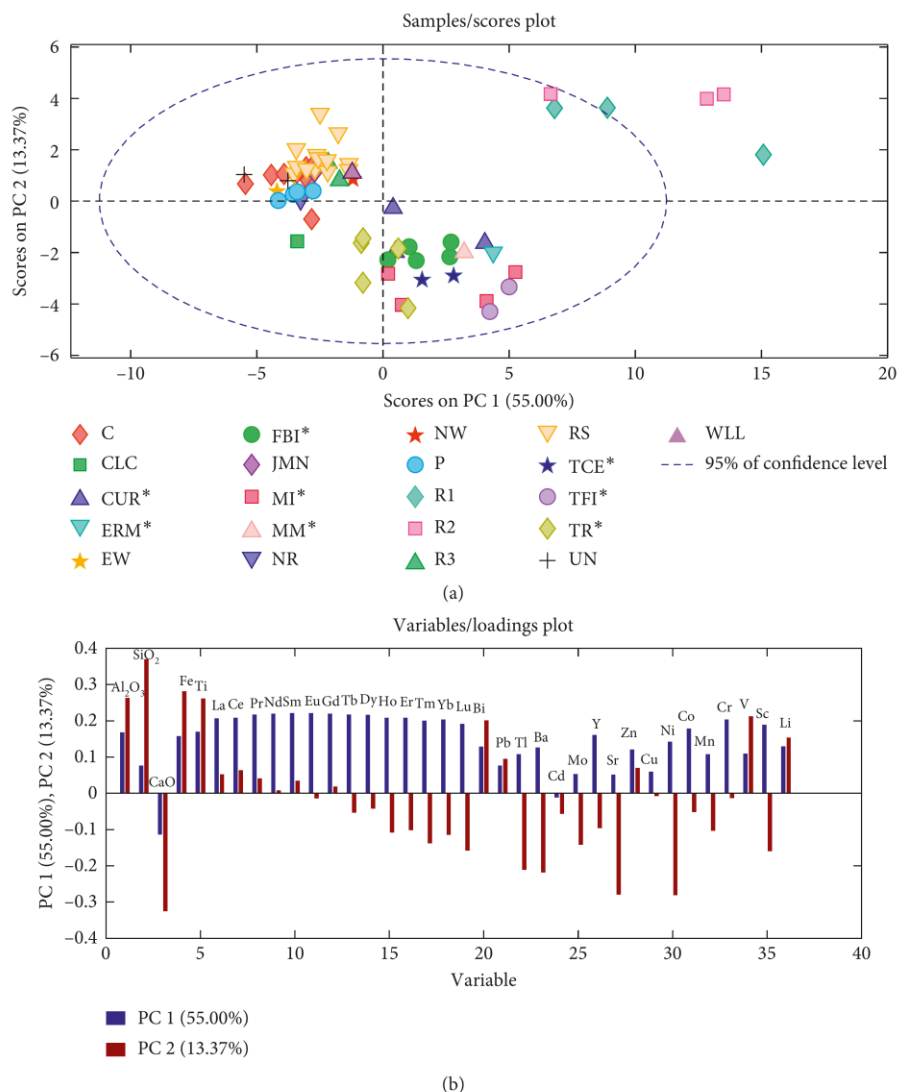 Samples/scores plot
6
4
2
0
−2
−4
−6
Scores on PC 2 (13.37%)
−10 −5 0 5 10 15 20
Scores on PC 1 (55.00%)
C FBI* NW RS WLL
CLC JMN P TCE* 95% of confidence level
CUR* MI* R1 TFI*
ERM* MM* R2 TR*
EW NR R3 UN
(a)
Variables/loadings plot
0.4
0.3
0.2
0.1
0
−0.1
−0.2
−0.3
−0.4
PC 1 (55.00%), PC 2 (13.37%)
Al₂O₃ SiO₂ CaO Fe Ti La Ce Pr Nd Sm Eu Gd Tb Dy Ho Er Tm Yb Lu Bi Pb Tl Ba Cd Mo Y Sr Zn Cu Ni Co Mn Cr V Sc Li
0 5 10 15 20 25 30 35 40
Variable
PC 1 (55.00%)
PC 2 (13.37%)
(b)